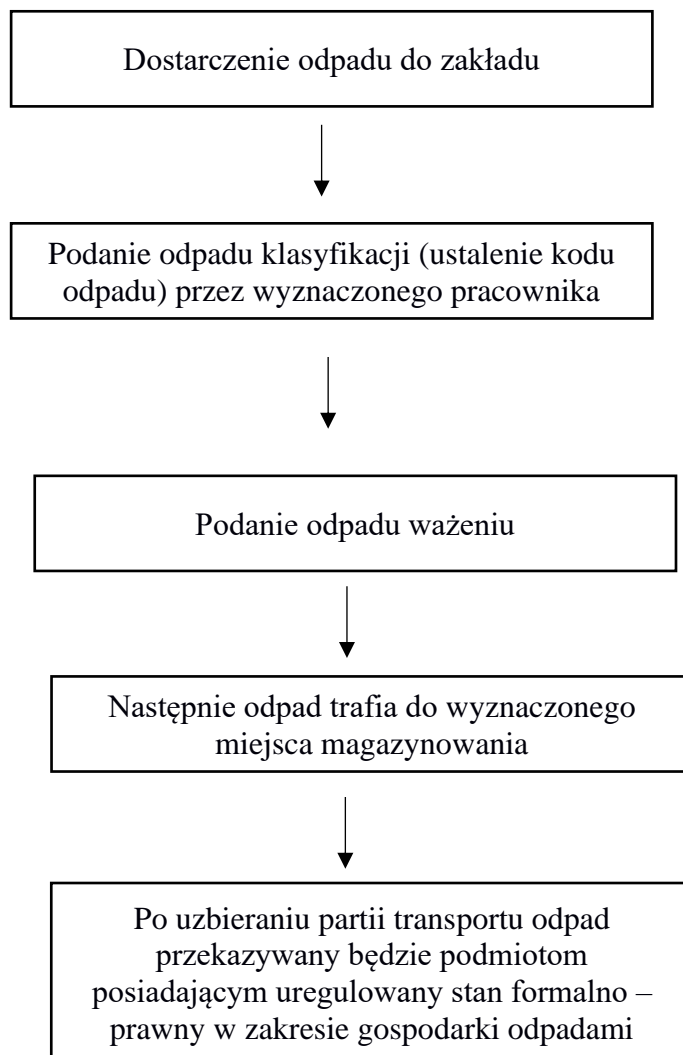 Dostarczenie odpadu do zakładu
Podanie odpadu klasyfikacji (ustalenie kodu
odpadu) przez wyznaczonego pracownika
Podanie odpadu ważeniu
Następnie odpad trafia do wyznaczonego
miejsca magazynowania
Po uzbieraniu partii transportu odpad
przekazywany będzie podmiotom
posiadającym uregulowany stan formalno –
prawny w zakresie gospodarki odpadami